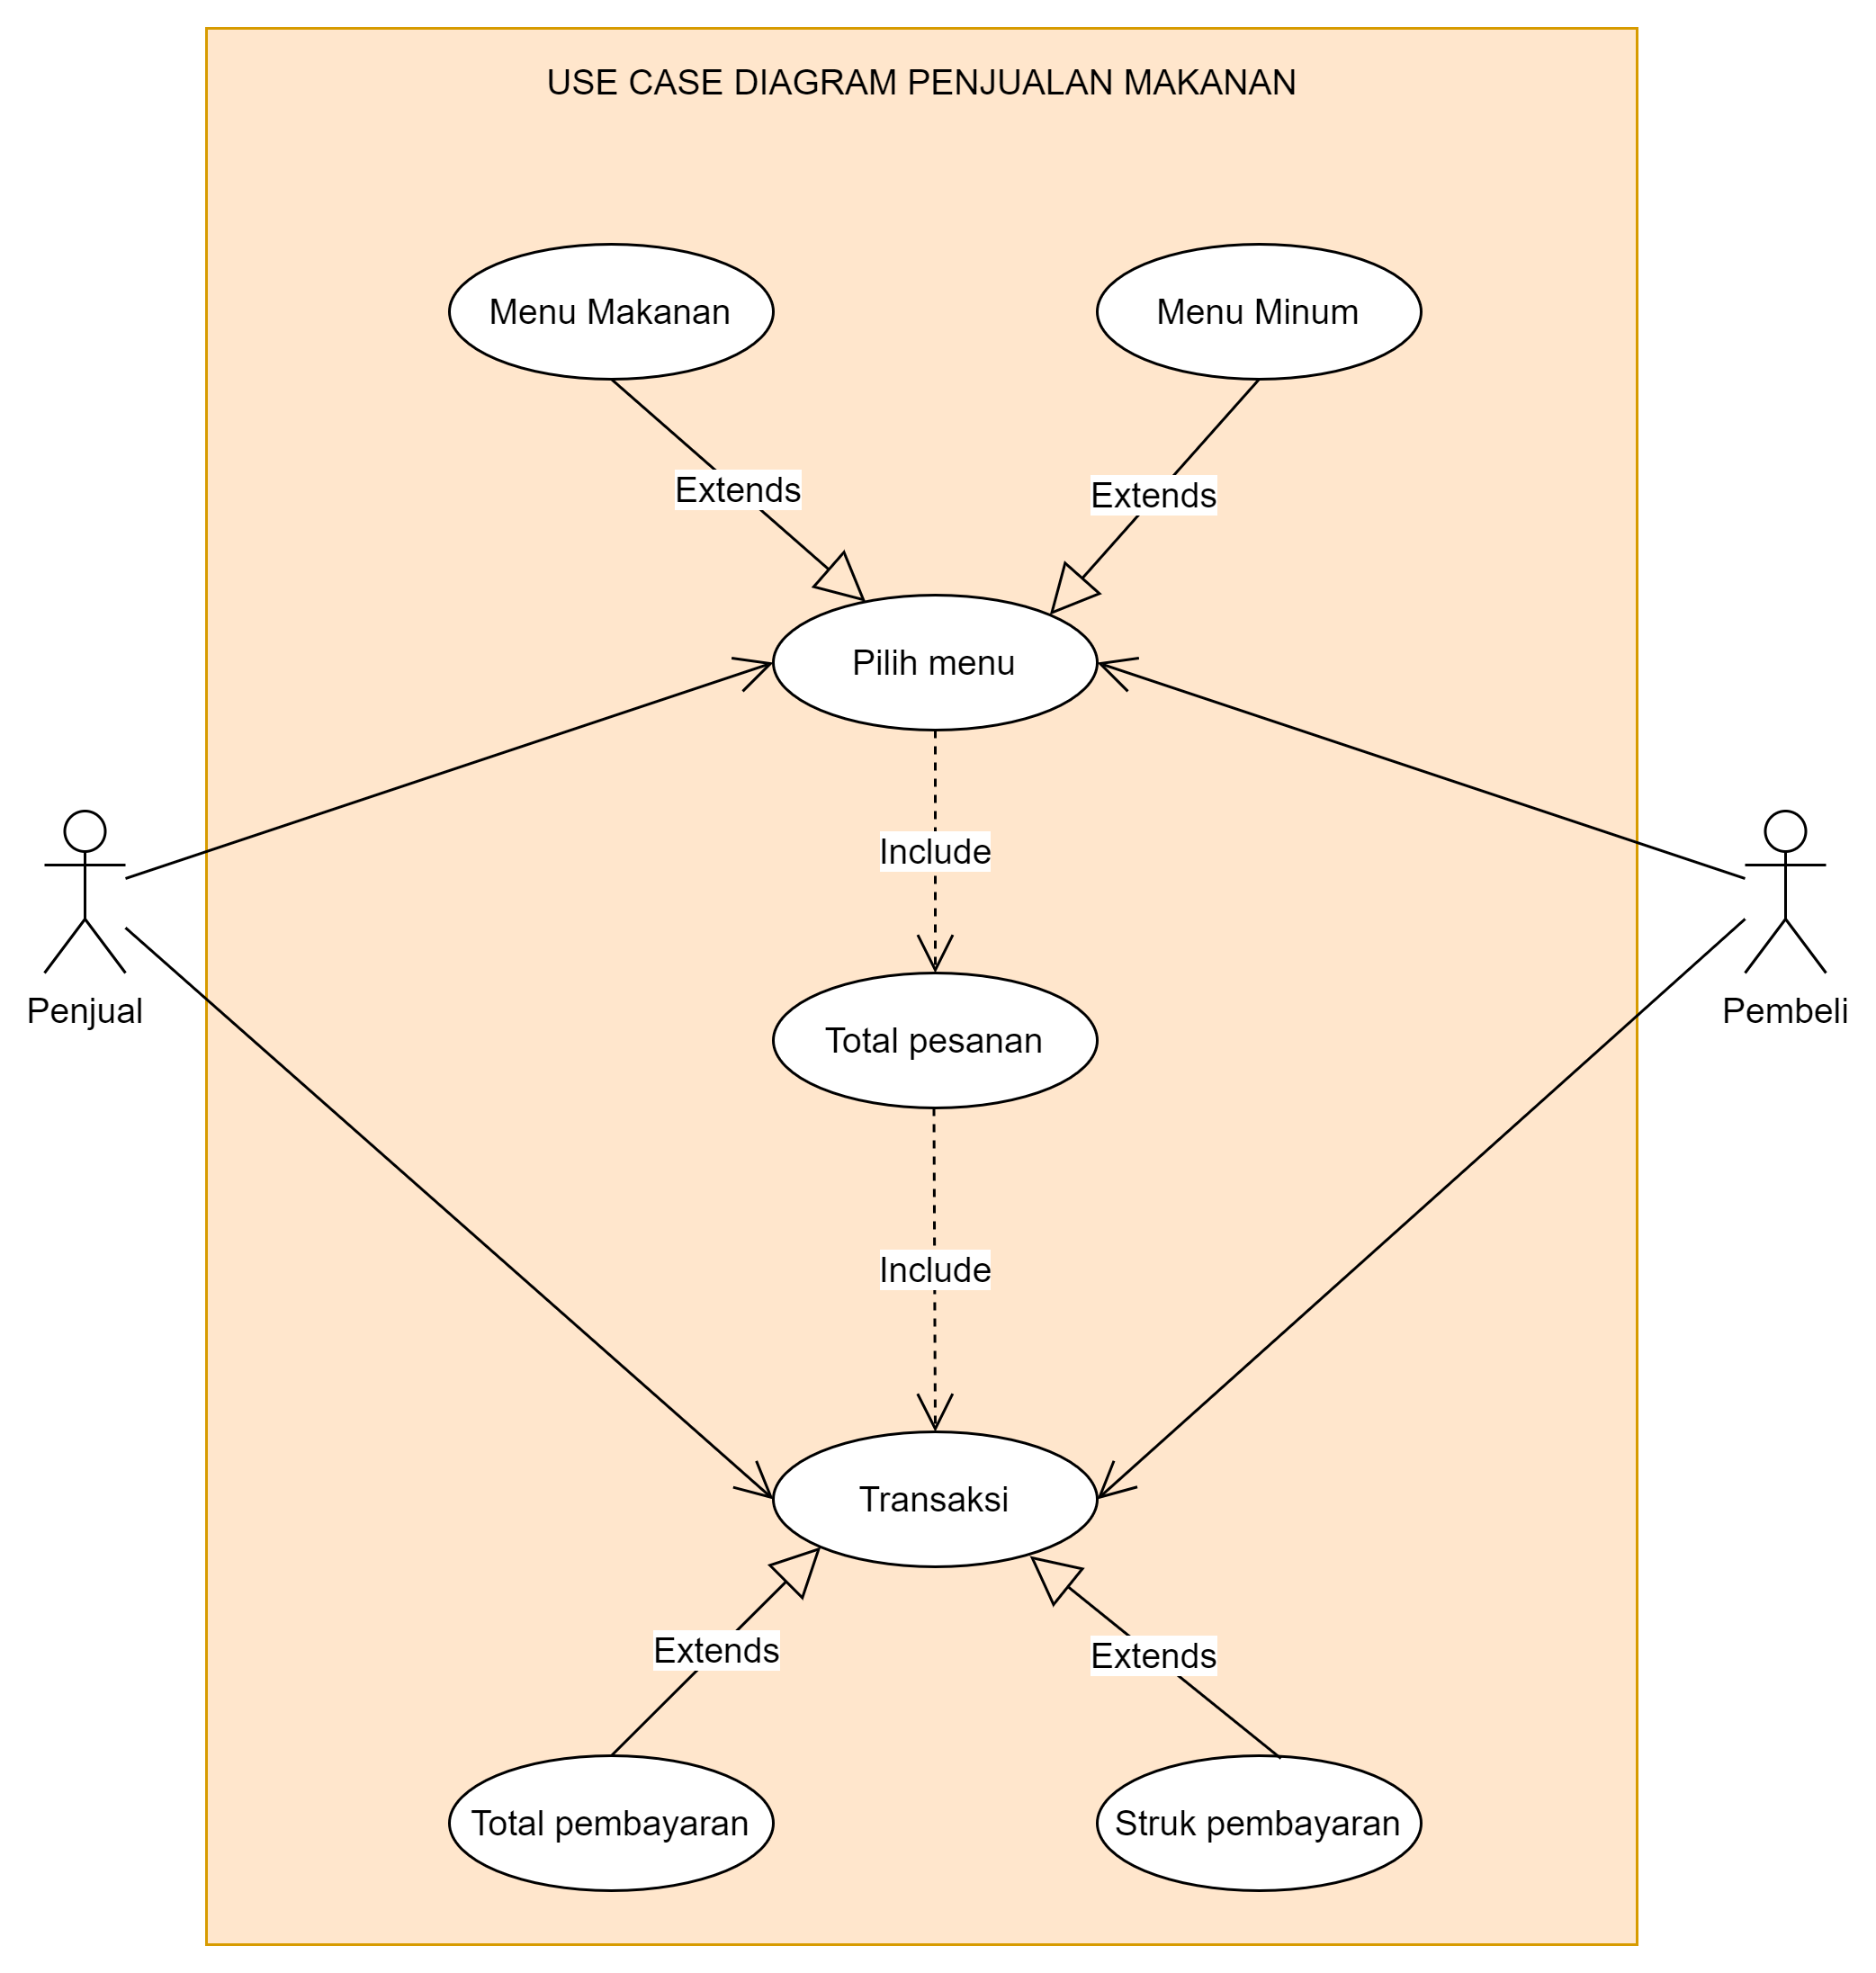 USE CASE DIAGRAM PENJUALAN MAKANAN
Menu Makanan
Menu Minum
Extends
Extends
Pilih menu
Include
Penjual
Pembeli
Total pesanan
Include
Transaksi
Extends
Extends
Total pembayaran
Struk pembayaran